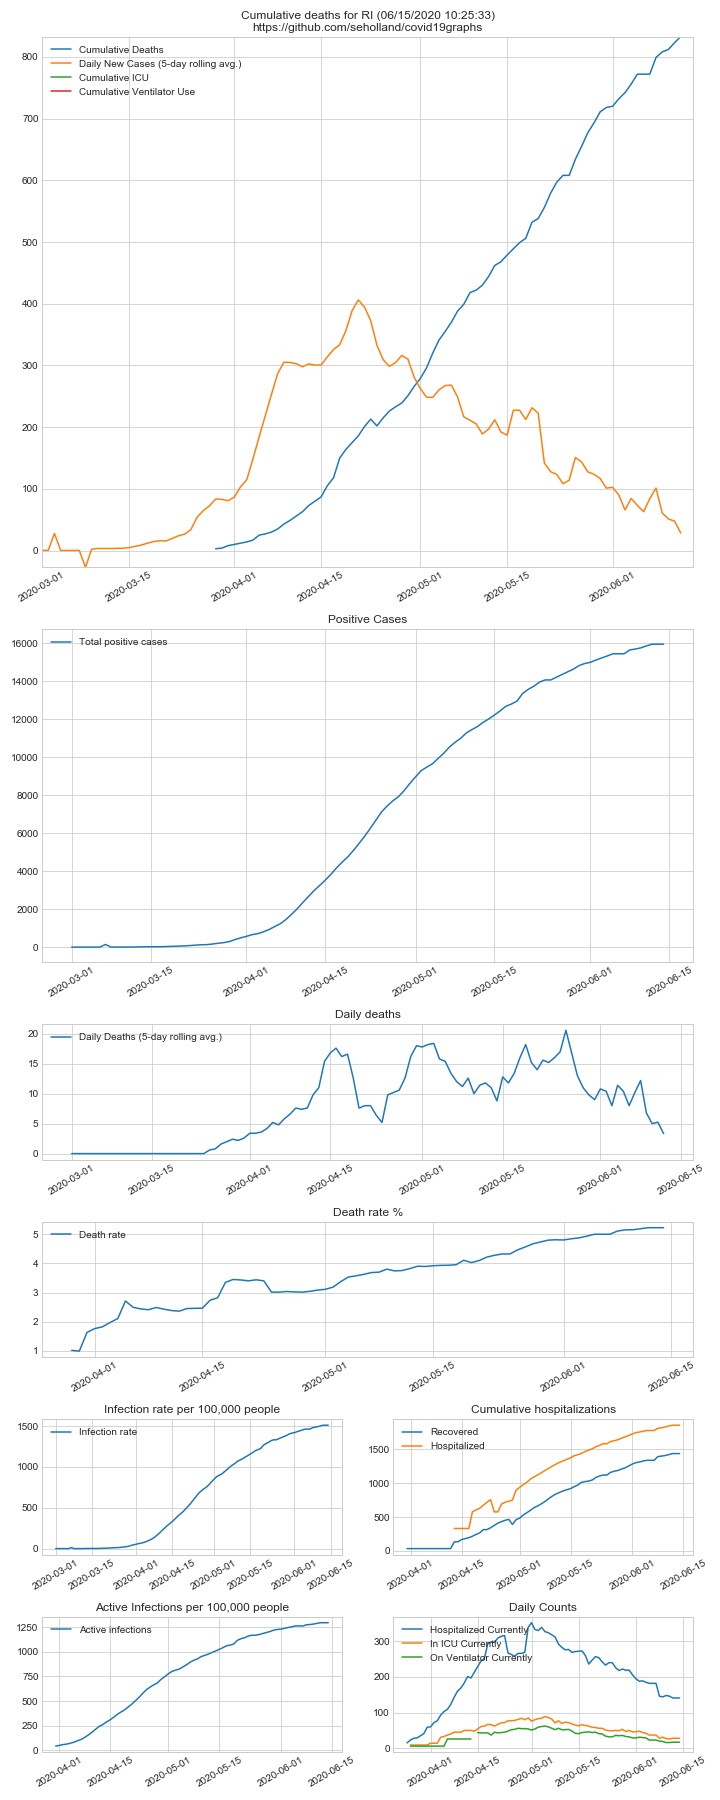 Cumulative deaths for RI (06/15/2020 10:25:33)
https://github.com/seholland/covid19graphs
Cumulative Deaths
Daily New Cases (5-day rolling avg.)
Cumulative ICU
Cumulative Ventilator Use
800
700
600
500
400
300
200
100
0
2020-03-01 2020-03-15 2020-04-01 2020-04-15 2020-05-01 2020-05-15 2020-06-01
Positive Cases
Total positive cases
16000
14000
12000
10000
8000
6000
4000
2000
0
2020-03-01 2020-03-15 2020-04-01 2020-04-15 2020-05-01 2020-05-15 2020-06-01 2020-06-15
Daily deaths
Daily Deaths (5-day rolling avg.)
20
15
10
5
0
2020-03-01 2020-03-15 2020-04-01 2020-04-15 2020-05-01 2020-05-15 2020-06-01 2020-06-15
Death rate %
Death rate
5
4
3
2
1
2020-04-01 2020-04-15 2020-05-01 2020-05-15 2020-06-01 2020-06-15
Infection rate per 100,000 people
Infection rate
1500
1000
500
0
2020-03-01 2020-03-15 2020-04-01 2020-04-15 2020-05-01 2020-05-15 2020-06-01 2020-06-15
Cumulative hospitalizations
Recovered
Hospitalized
1500
1000
500
0
2020-04-01 2020-04-15 2020-05-01 2020-05-15 2020-06-01 2020-06-15
Active Infections per 100,000 people
Active infections
1250
1000
750
500
250
0
2020-04-01 2020-04-15 2020-05-01 2020-05-15 2020-06-01 2020-06-15
Daily Counts
Hospitalized Currently
In ICU Currently
On Ventilator Currently
300
200
100
0
2020-04-01 2020-04-15 2020-05-01 2020-05-15 2020-06-01 2020-06-15